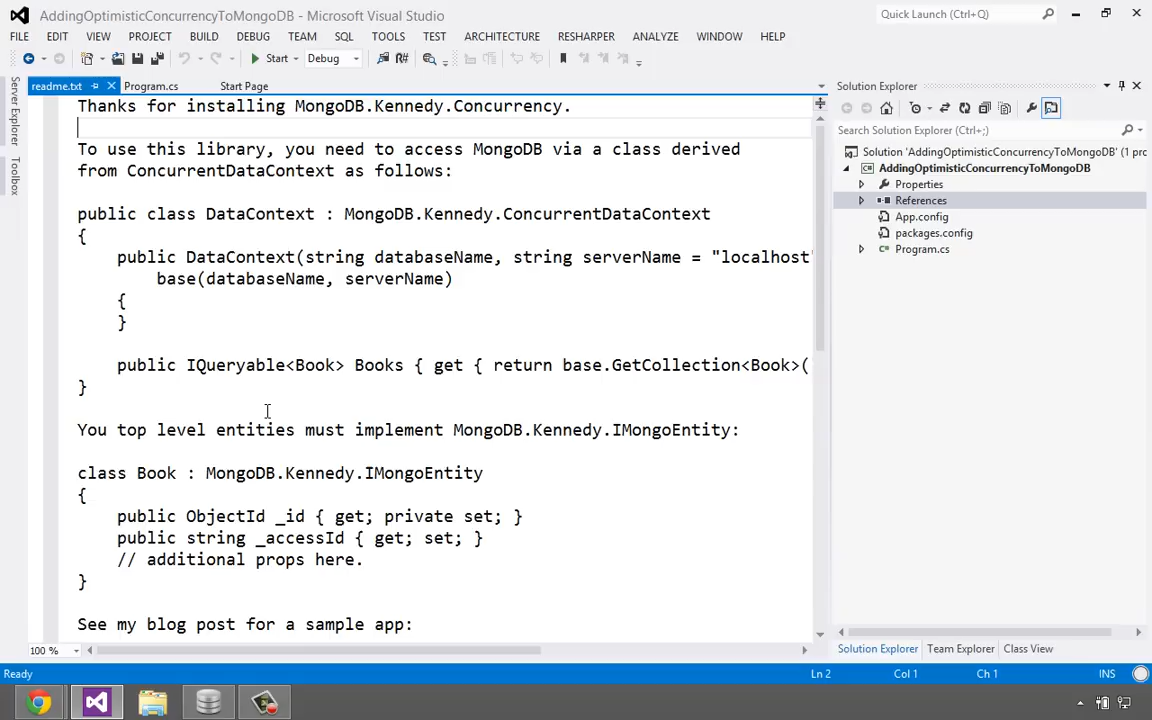 AddingOptimisticConcurrencyToMongoDB - Microsoft Visual Studio
Quick Launch (Ctrl+Q)
FILE EDIT VIEW PROJECT BUILD DEBUG TEAM SQL TOOLS TEST ARCHITECTURE RESHARPER ANALYZE WINDOW HELP
Start Debug
Server Explorer
Toolbox
readme.txt Program.cs Start Page
Thanks for installing MongoDB.Kennedy.Concurrency.
To use this library, you need to access MongoDB via a class derived
from ConcurrentDataContext as follows:
public class DataContext : MongoDB.Kennedy.ConcurrentDataContext
{
public DataContext(string databaseName, string serverName = "localhost"
base(databaseName, serverName)
{
}
public IQueryable<Book> Books { get { return base.GetCollection<Book>(
}
You top level entities must implement MongoDB.Kennedy.IMongoEntity:
class Book : MongoDB.Kennedy.IMongoEntity
{
public ObjectId _id { get; private set; }
public string _accessId { get; set; }
// additional props here.
}
See my blog post for a sample app:
100 %
Solution Explorer
Search Solution Explorer (Ctrl+;)
Solution 'AddingOptimisticConcurrencyToMongoDB' (1 pro
AddingOptimisticConcurrencyToMongoDB
Properties
References
App.config
packages.config
Program.cs
Solution Explorer Team Explorer Class View
Ready Ln 2 Col 1 Ch 1 INS